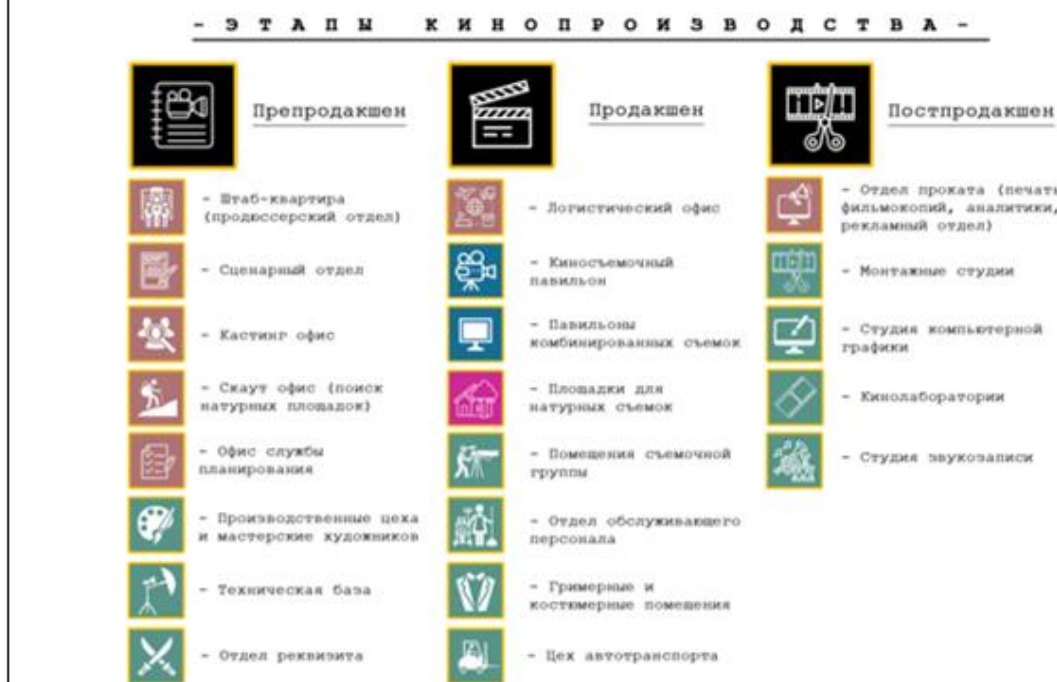 - ЭТАПЫ КИНОПРОИЗВОДСТВА -
Препродакшен
- Штаб-квартира
(продюссерский отдел)
- Сценарный отдел
- Кастинг офис
- Скаут офис (поиск
натурных площадок)
- Офис службы
планирования
- Производственные цеха
и мастерские художников
- Техническая база
- Отдел реквизита
Продакшен
- Логистический офис
- Киносъемочный
павильон
- Павильоны
комбинированных съемок
- Площадки для
натурных съемок
- Помещения съемочной
группы
- Отдел обслуживающего
персонала
- Гримерные и
костюмерные помещения
- Цех автотранспорта
Постпродакшен
- Отдел проката (печать
фильмокопий, аналитики,
рекламный отдел)
- Монтажные студии
- Студия компьютерной
графики
- Кинолаборатории
- Студия звукозаписи